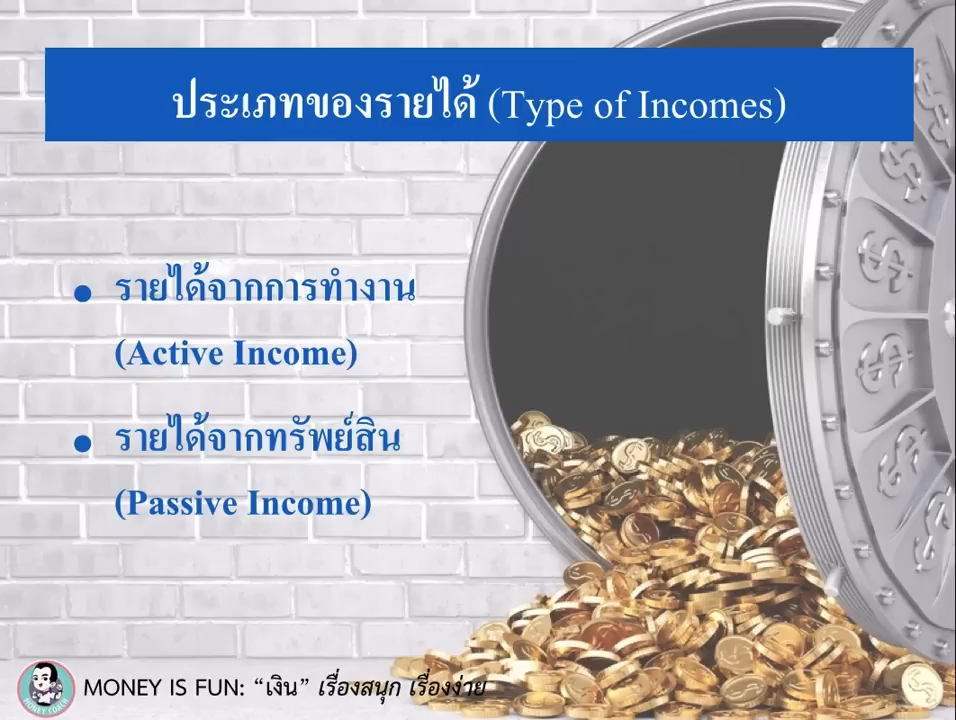 ประเภทของรายได้ (Type of Incomes)
• รายได้จากการทำงาน
(Active Income)
• รายได้จากทรัพย์สิน
(Passive Income)
MONEY IS FUN: “เงิน” เรื่องสนุก เรื่องง่าย
MONEY COACH